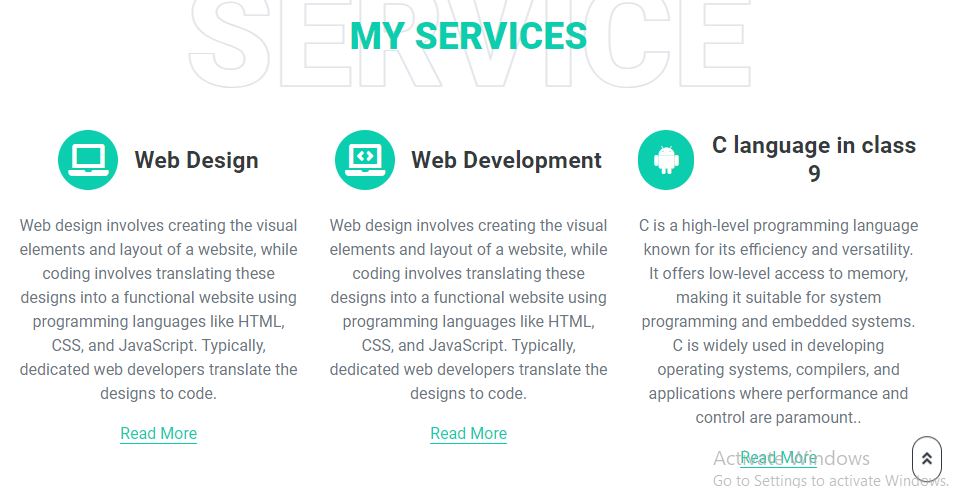 SERVICE
MY SERVICES
Web Design
Web design involves creating the visual
elements and layout of a website, while
coding involves translating these
designs into a functional website using
programming languages like HTML,
CSS, and JavaScript. Typically,
dedicated web developers translate the
designs to code.
Read More
Web Development
Web design involves creating the visual
elements and layout of a website, while
coding involves translating these
designs into a functional website using
programming languages like HTML,
CSS, and JavaScript. Typically,
dedicated web developers translate the
designs to code.
Read More
C language in class
9
C is a high-level programming language
known for its efficiency and versatility.
It offers low-level access to memory,
making it suitable for system
programming and embedded systems.
C is widely used in developing
operating systems, compilers, and
applications where performance and
control are paramount..
Read More
Activate Windows
Go to Settings to activate Windows.